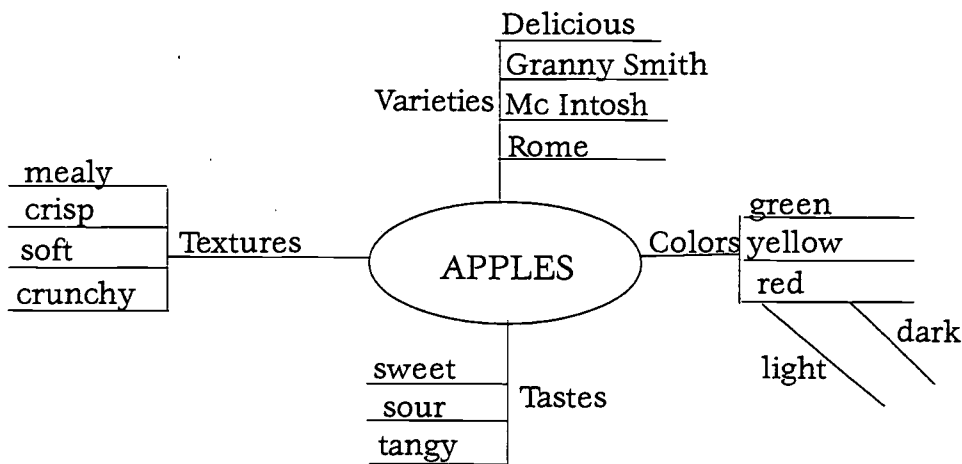 Delicious
Granny Smith
Varieties
Mc Intosh
Rome
mealy
crisp
soft
crunchy
Textures
APPLES
Colors
green
yellow
red
light
dark
sweet
sour
tangy
Tastes